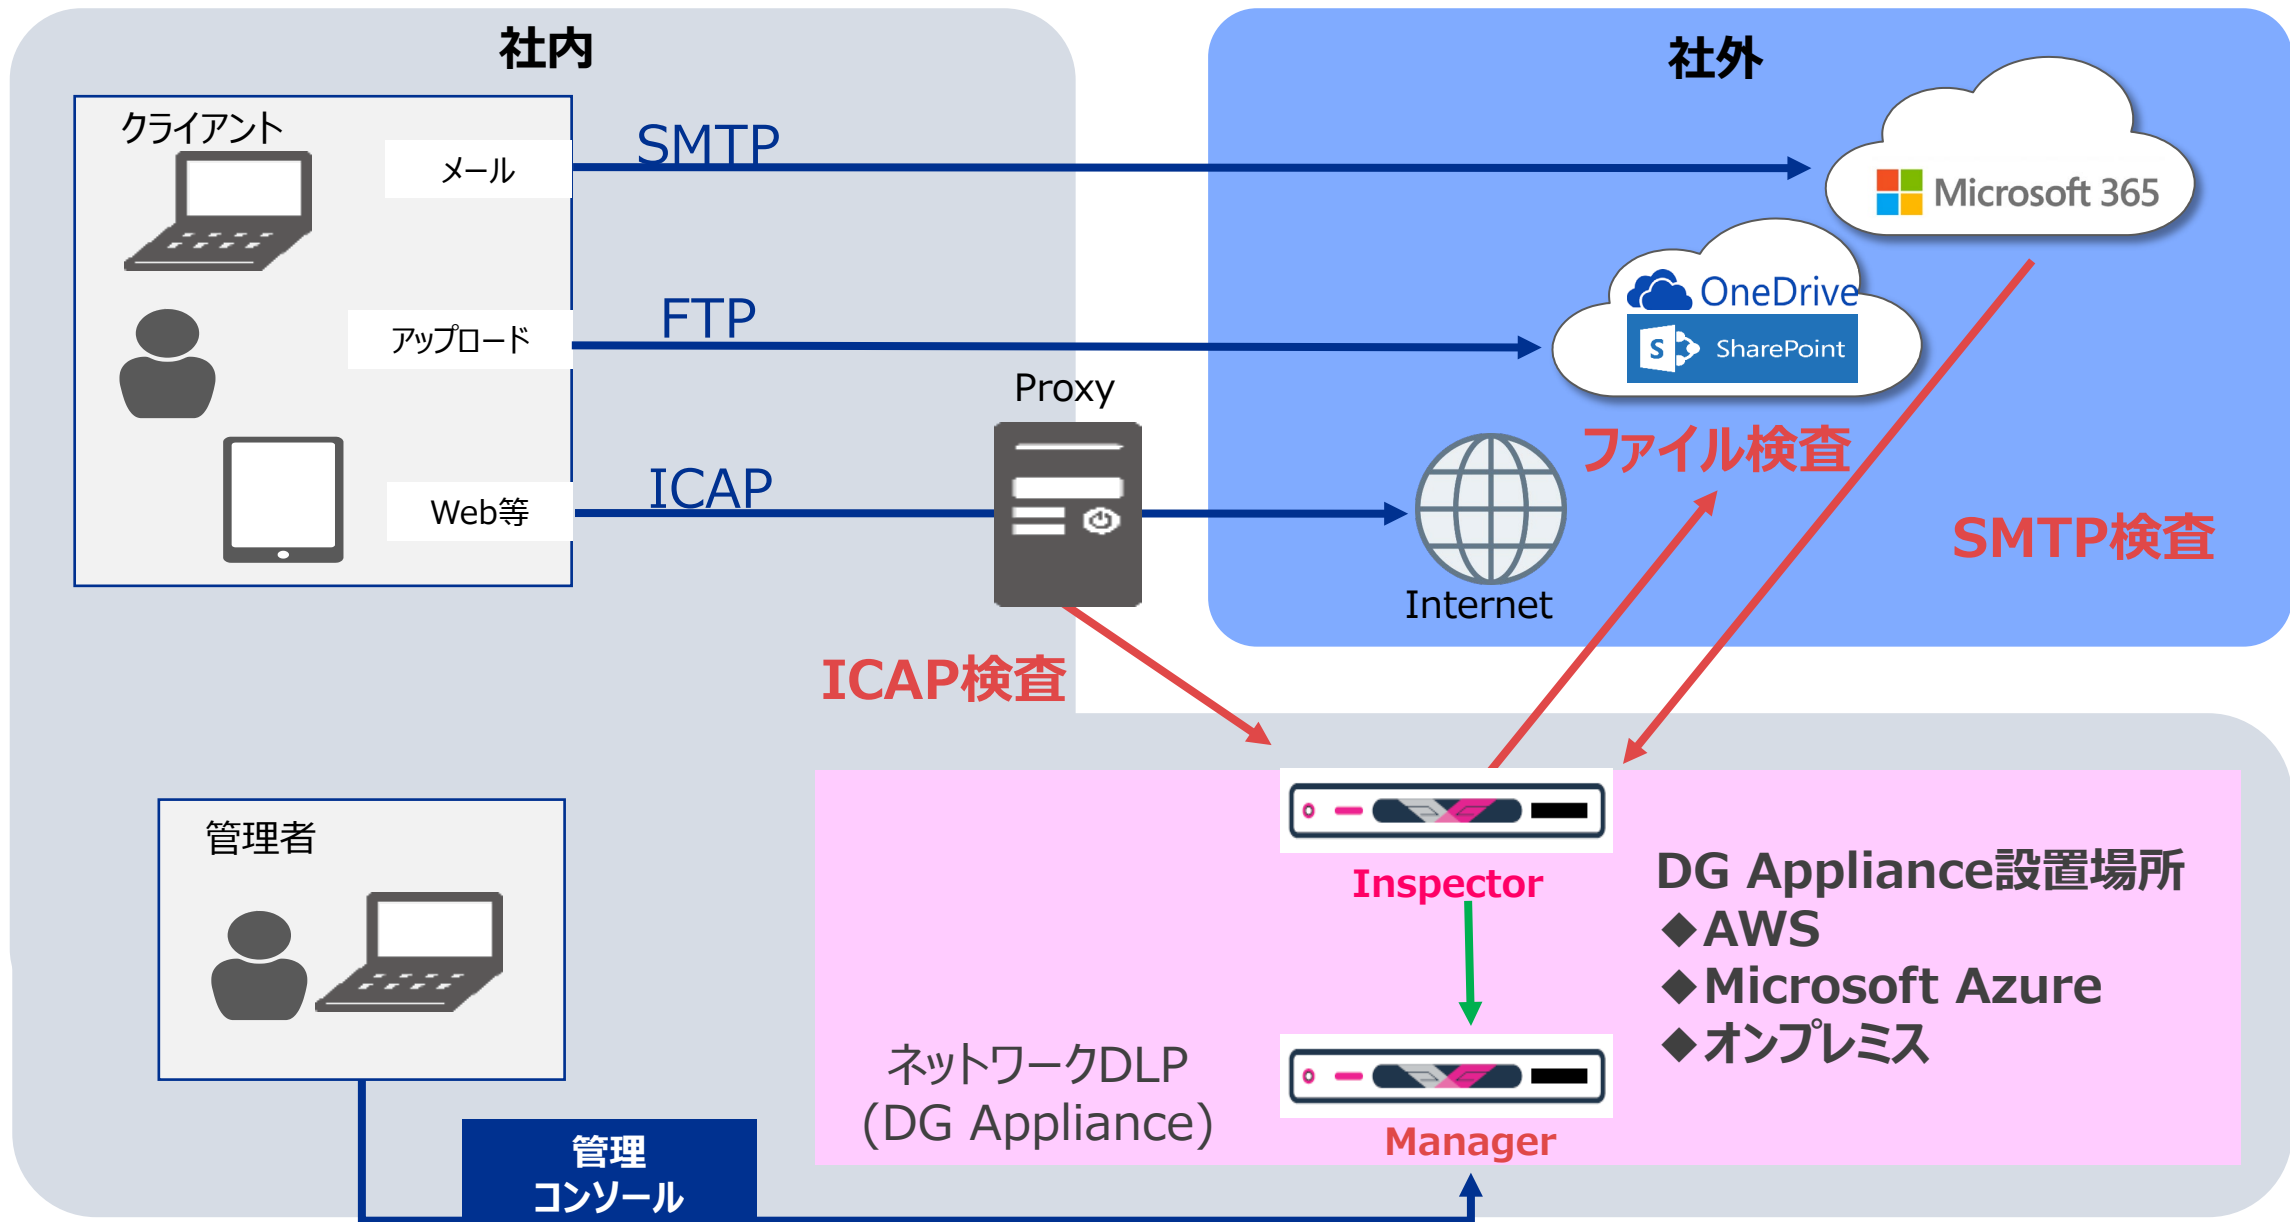 社内
社外
クライアント
メール
SMTP
Microsoft 365
アップロード
FTP
OneDrive
S
SharePoint
Proxy
Web等
ICAP
Internet
ファイル検査
SMTP検査
ICAP検査
管理者
Inspector
DG Appliance設置場所
◆AWS
◆Microsoft Azure
◆オンプレミス
ネットワークDLP
(DG Appliance)
Manager
管理
コンソール